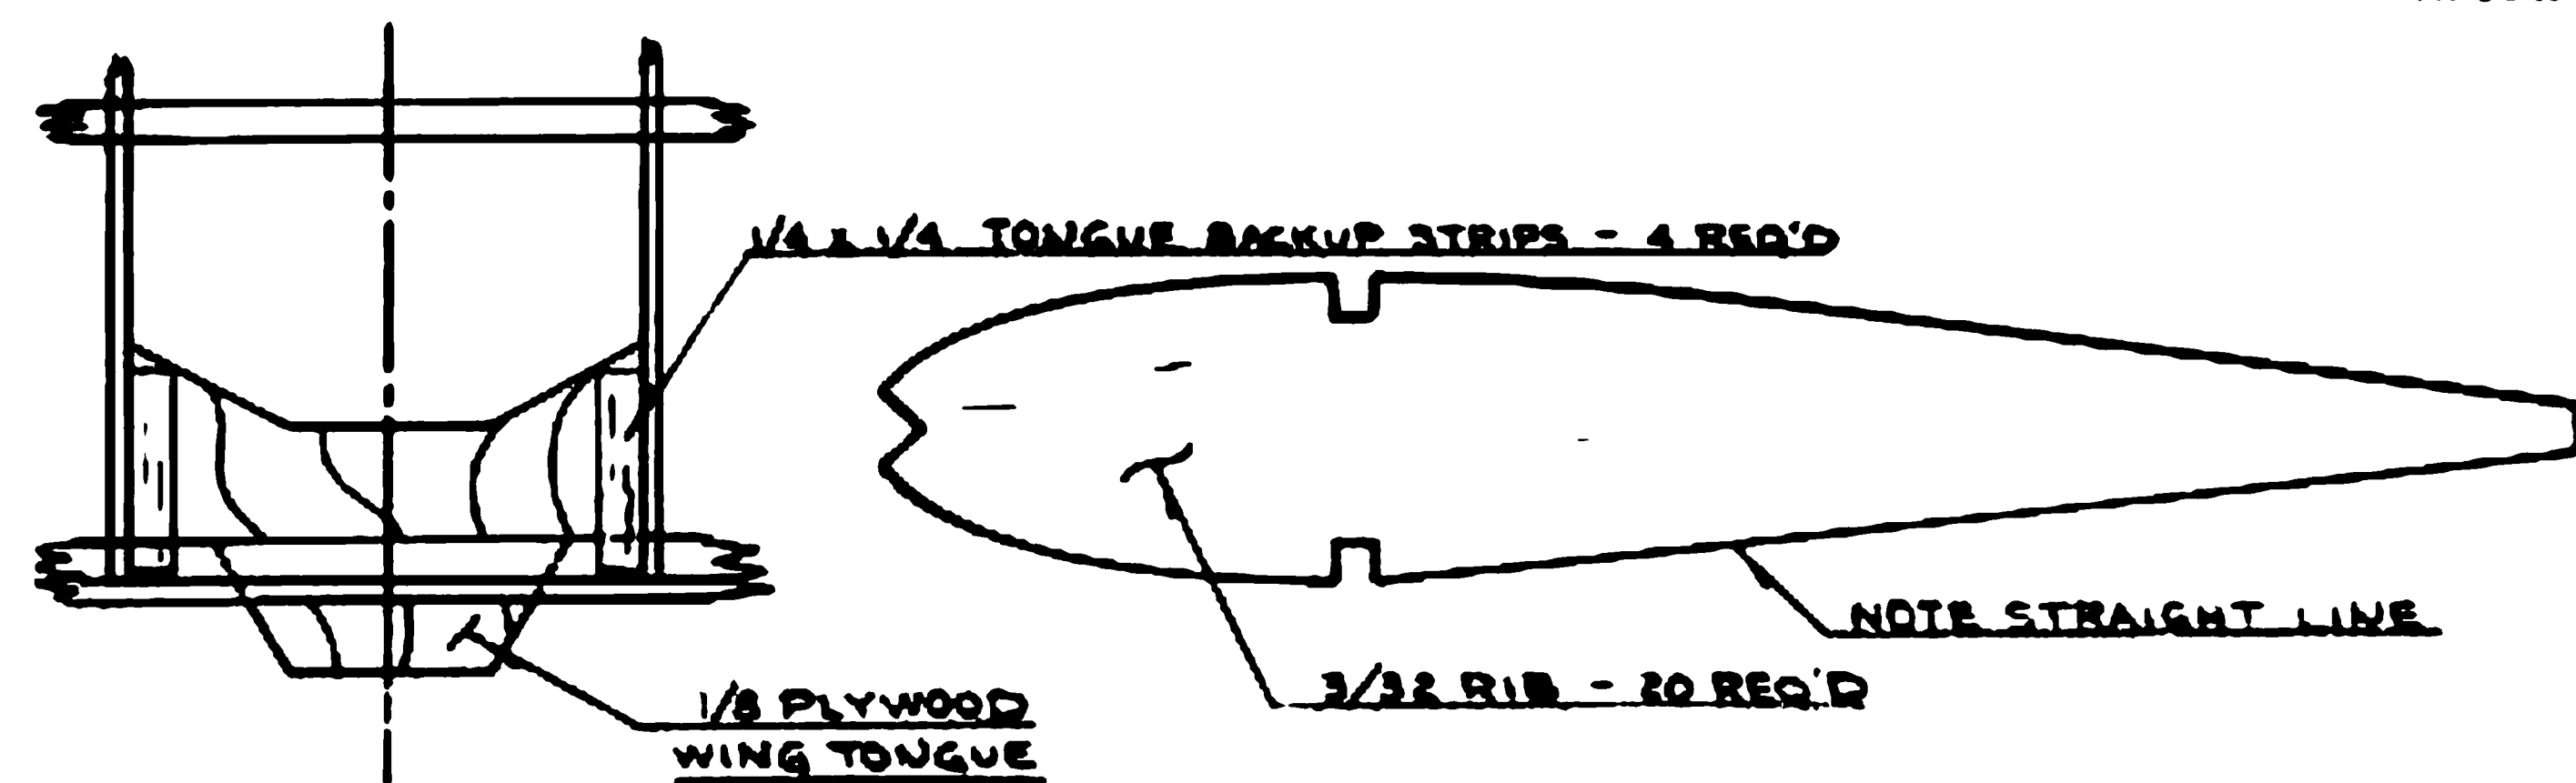 1/4 x 1/4 TONGUE BACKUP STRIPS - 4 REQ'D
NOTE STRAIGHT LINE
3/32 RIB - 20 REQ'D
1/8 PLYWOOD
WING TONGUE